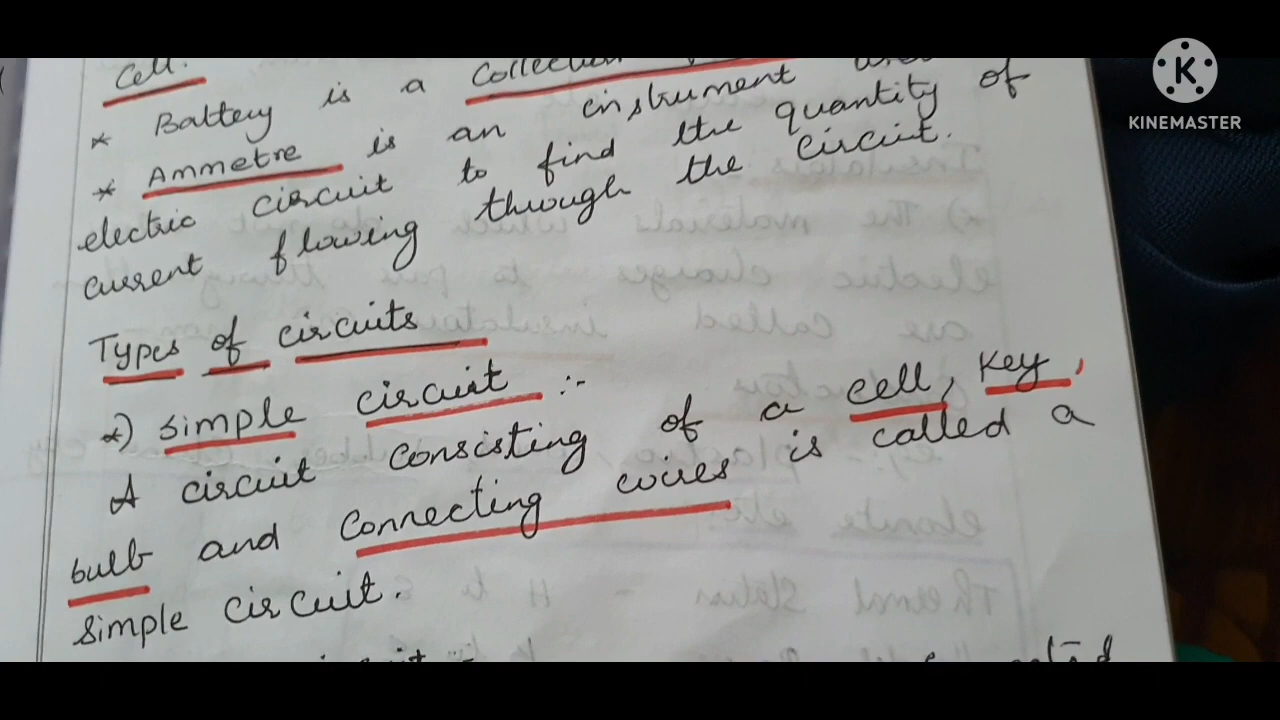 cell.
* Battery is a collection
* Ammetre is an instrument
electric circuit to find the quantity of
current flowing through the circuit.
Types of circuits
*) simple circuit :-
A circuit consisting of a cell, key,
bulb and connecting wires is called a
simple circuit.
K
KINEMASTER